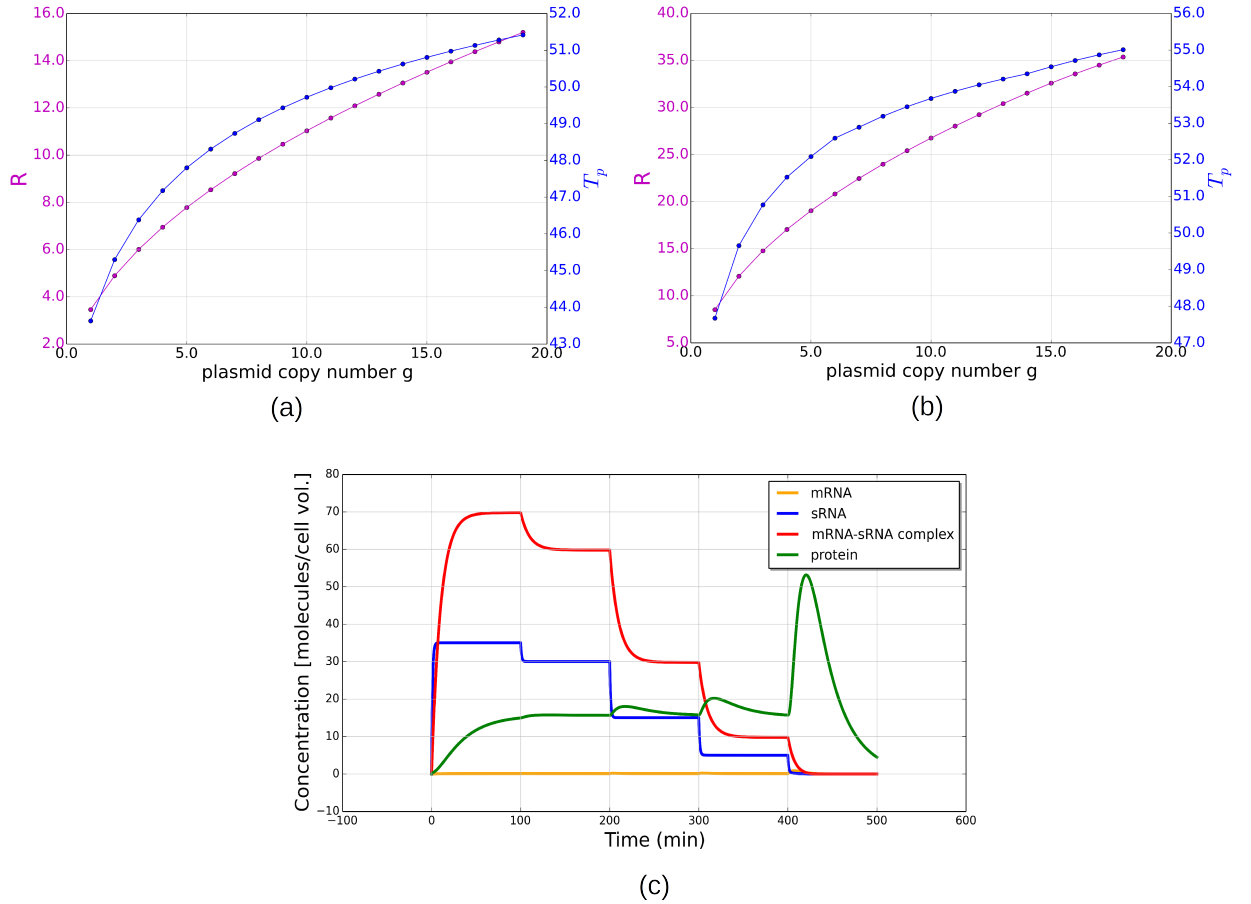 16.0
14.0
12.0
10.0
8.0
6.0
4.0
2.0
R
52.0
51.0
50.0
49.0
48.0
47.0
46.0
45.0
44.0
43.0
Tp
0.0 5.0 10.0 15.0 20.0
plasmid copy number g
(a)
40.0
35.0
30.0
25.0
20.0
15.0
10.0
5.0
R
56.0
55.0
54.0
53.0
52.0
51.0
50.0
49.0
48.0
47.0
Tp
0.0 5.0 10.0 15.0 20.0
plasmid copy number g
(b)
80
70
60
50
40
30
20
10
0
−10
Concentration [molecules/cell vol.]
mRNA
sRNA
mRNA-sRNA complex
protein
−100 0 100 200 300 400 500 600
Time (min)
(c)